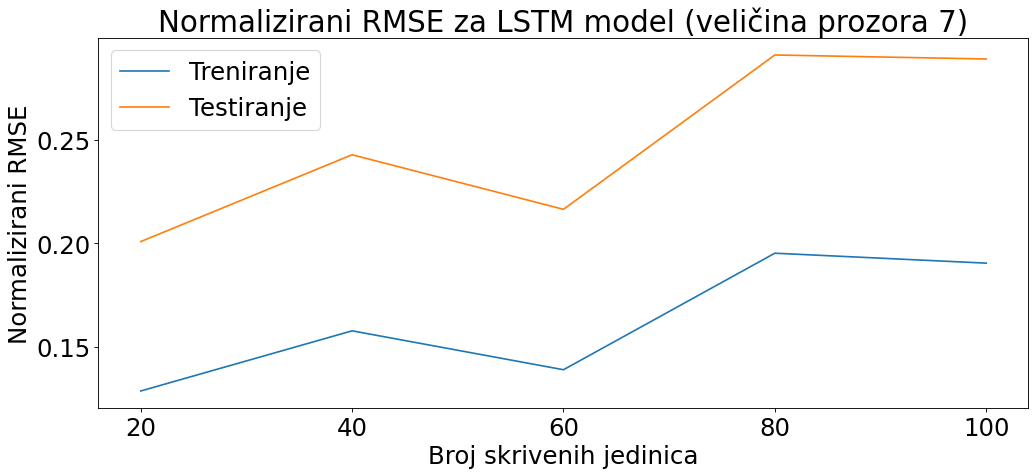 Normalizirani RMSE za LSTM model (veličina prozora 7)
Treniranje
Testiranje
Normalizirani RMSE
0.25
0.20
0.15
20 40 60 80 100
Broj skrivenih jedinica